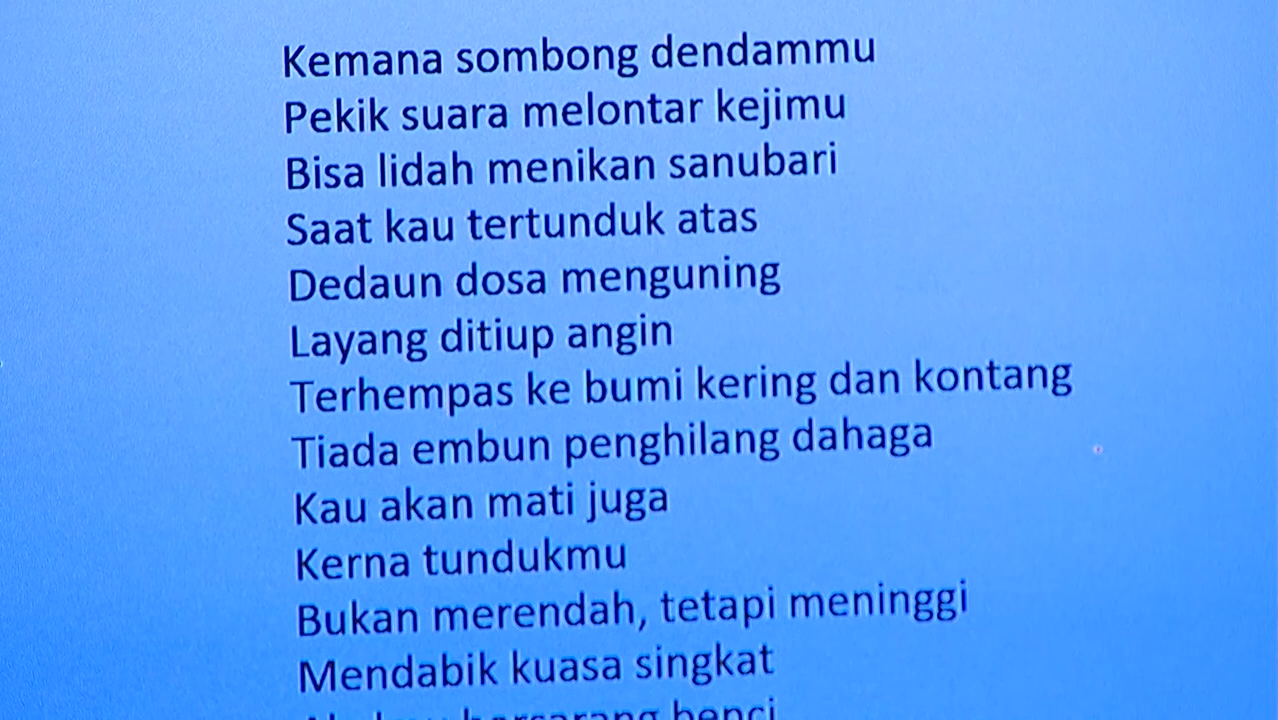 Kemana sombong dendammu
Pekik suara melontar kejimu
Bisa lidah menikan sanubari
Saat kau tertunduk atas
Dedaun dosa menguning
Layang ditiup angin
Terhempas ke bumi kering dan kontang
Tiada embun penghilang dahaga
Kau akan mati juga
Kerna tundukmu
Bukan merendah, tetapi meninggi
Mendabik kuasa singkat
bersarang benci